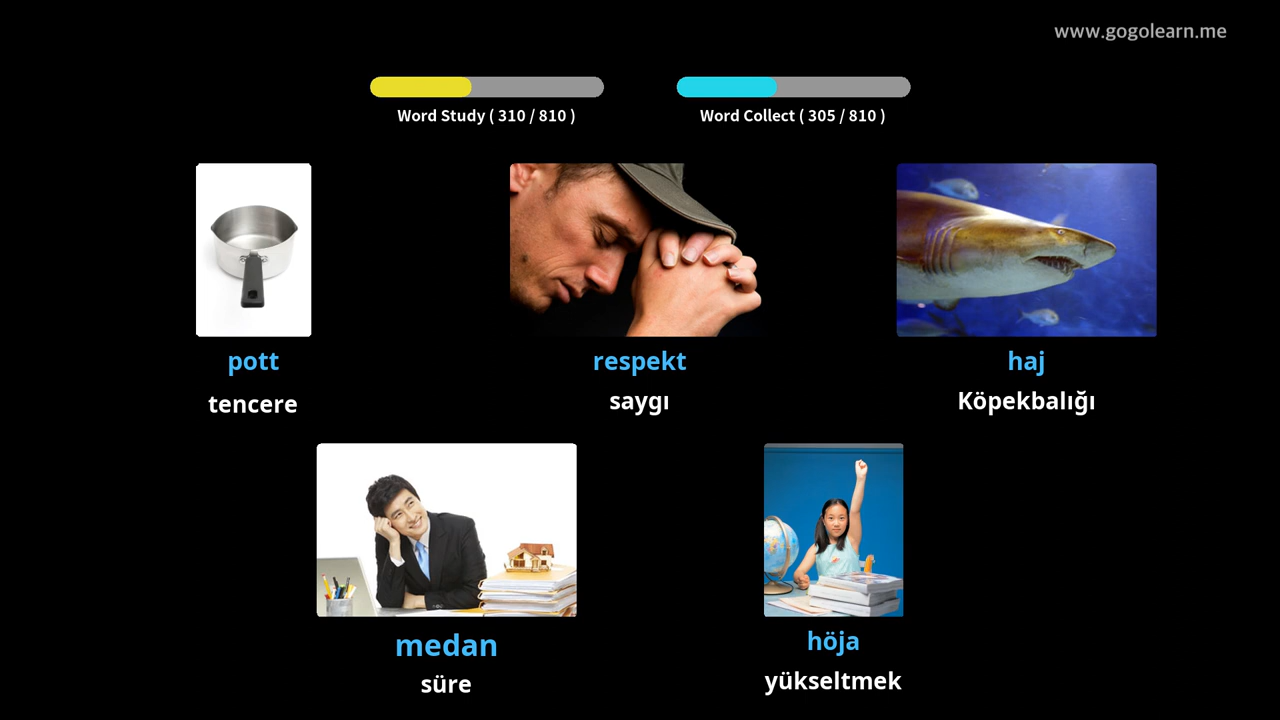 www.gogolearn.me
Word Study ( 310 / 810 )
Word Collect ( 305 / 810 )
pott
tencere
respekt
saygı
haj
Köpekbalığı
medan
süre
höja
yükseltmek